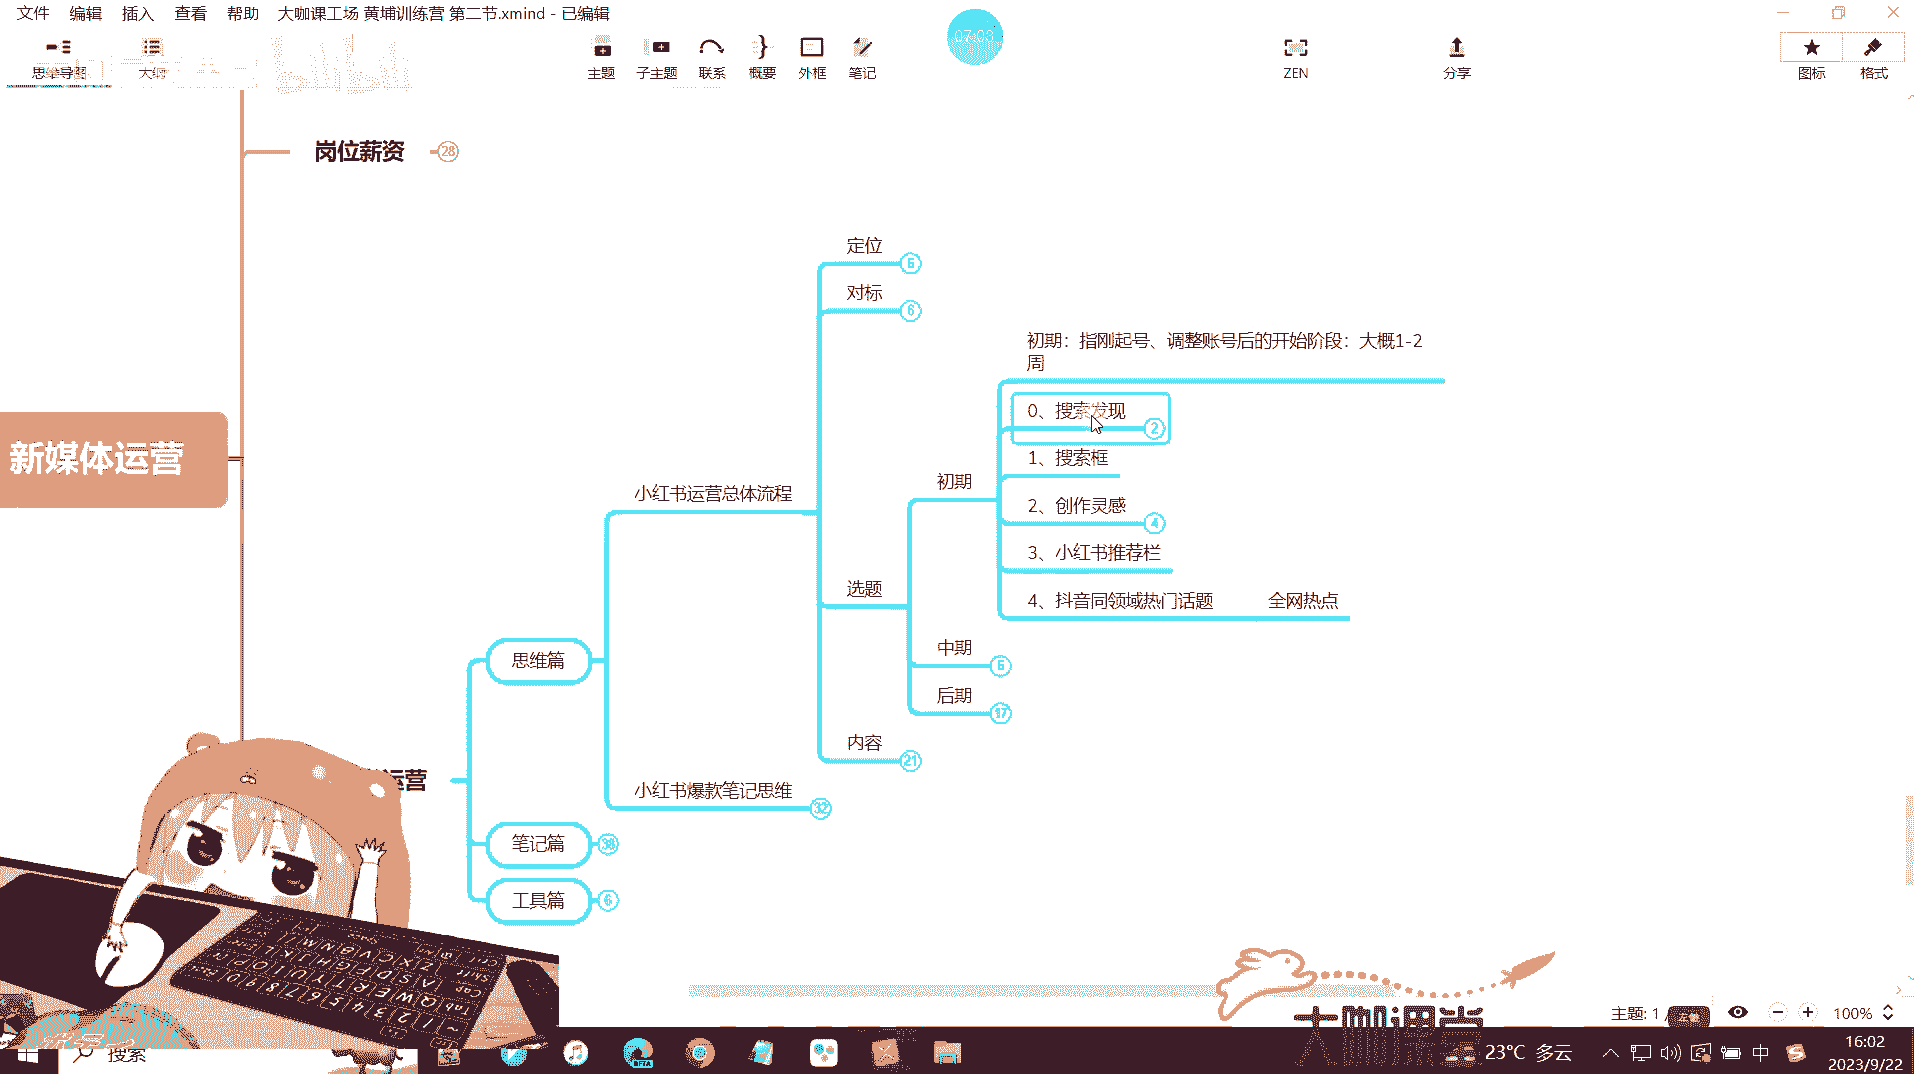 文件 编辑 插入 查看 帮助 大咖课工场 黄埔训练营 第二节.xmind - 已编辑
07:03
思维导图 大纲 主题 子主题 联系 概要 外框 笔记 ZEN 分享 图标 格式
岗位薪资 28
定位 6
对标 6
初期：指刚起号、调整账号后的开始阶段：大概1-2
周
0、搜索发现 2
1、搜索框
初期
2、创作灵感 4
小红书运营总体流程
3、小红书推荐栏
选题
4、抖音同领域热门话题 全网热点
新媒体运营
中期 6
思维篇
后期 17
内容 21
运营
小红书爆款笔记思维 32
笔记篇 38
工具篇 6
大咖课堂
主题: 1 /
100%
搜索
23°C 多云
中
16:02
2023/9/22